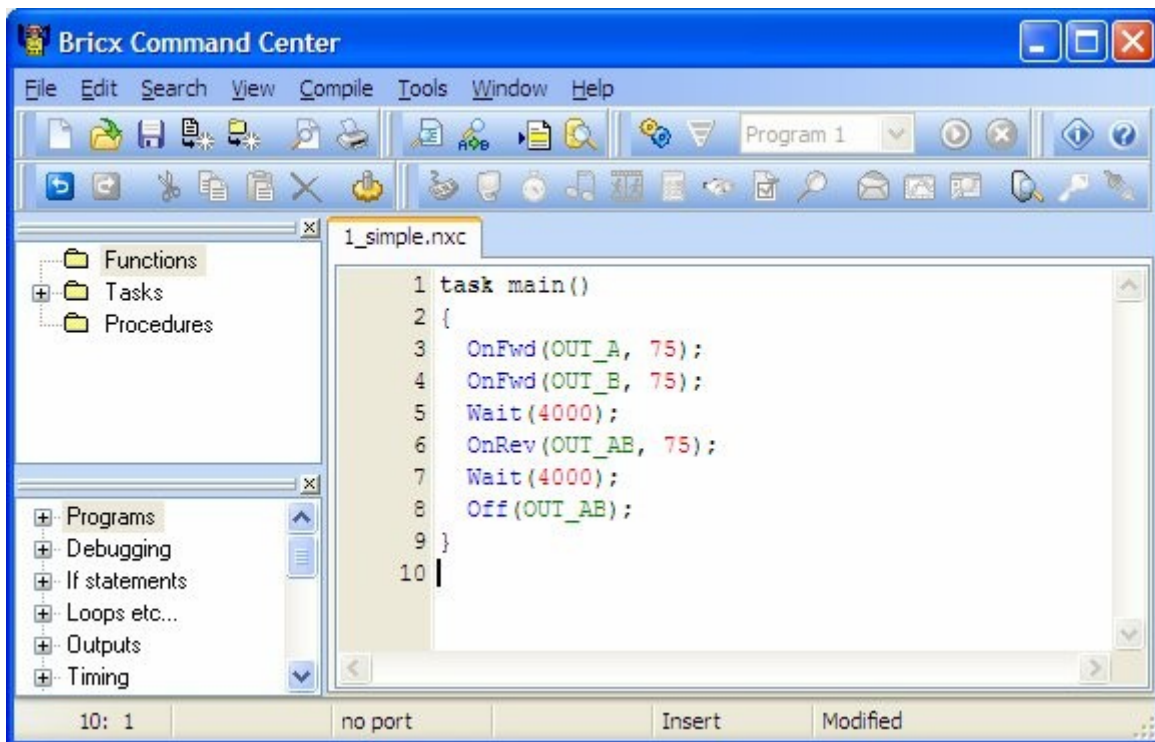 Bricx Command Center
File Edit Search View Compile Tools Window Help
Program 1
Functions
Tasks
Procedures
1_simple.nxc
1 task main()
2 {
3 OnFwd(OUT_A, 75);
4 OnFwd(OUT_B, 75);
5 Wait(4000);
6 OnRev(OUT_AB, 75);
7 Wait(4000);
8 Off(OUT_AB);
9 }
10
Programs
Debugging
If statements
Loops etc...
Outputs
Timing
10: 1 no port Insert Modified